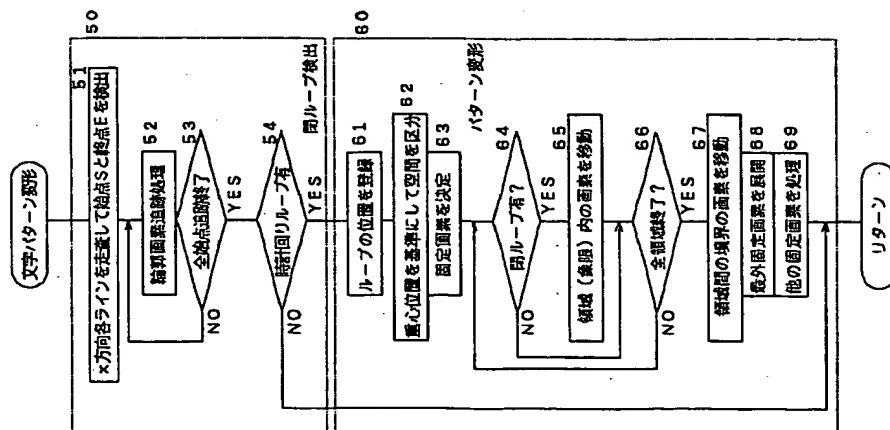 文字パターン変形
50
51
x方向各ラインを走査して始点Sと終点Eを検出
52
輪郭画素追跡処理
53
全始点追跡終了
NO
YES
54
時計回りループ有
NO
YES
閉ループ検出
60
61
ループの位置を登録
62
重心位置を基準にして空間を区分
63
固定画素を決定
パターン変形
64
閉ループ有?
NO
YES
65
領域(象限)内の画素を移動
66
全領域終了?
NO
YES
67
領域間の境界の画素を移動
68
最外固定画素を展開
69
他の固定画素を処理
リターン